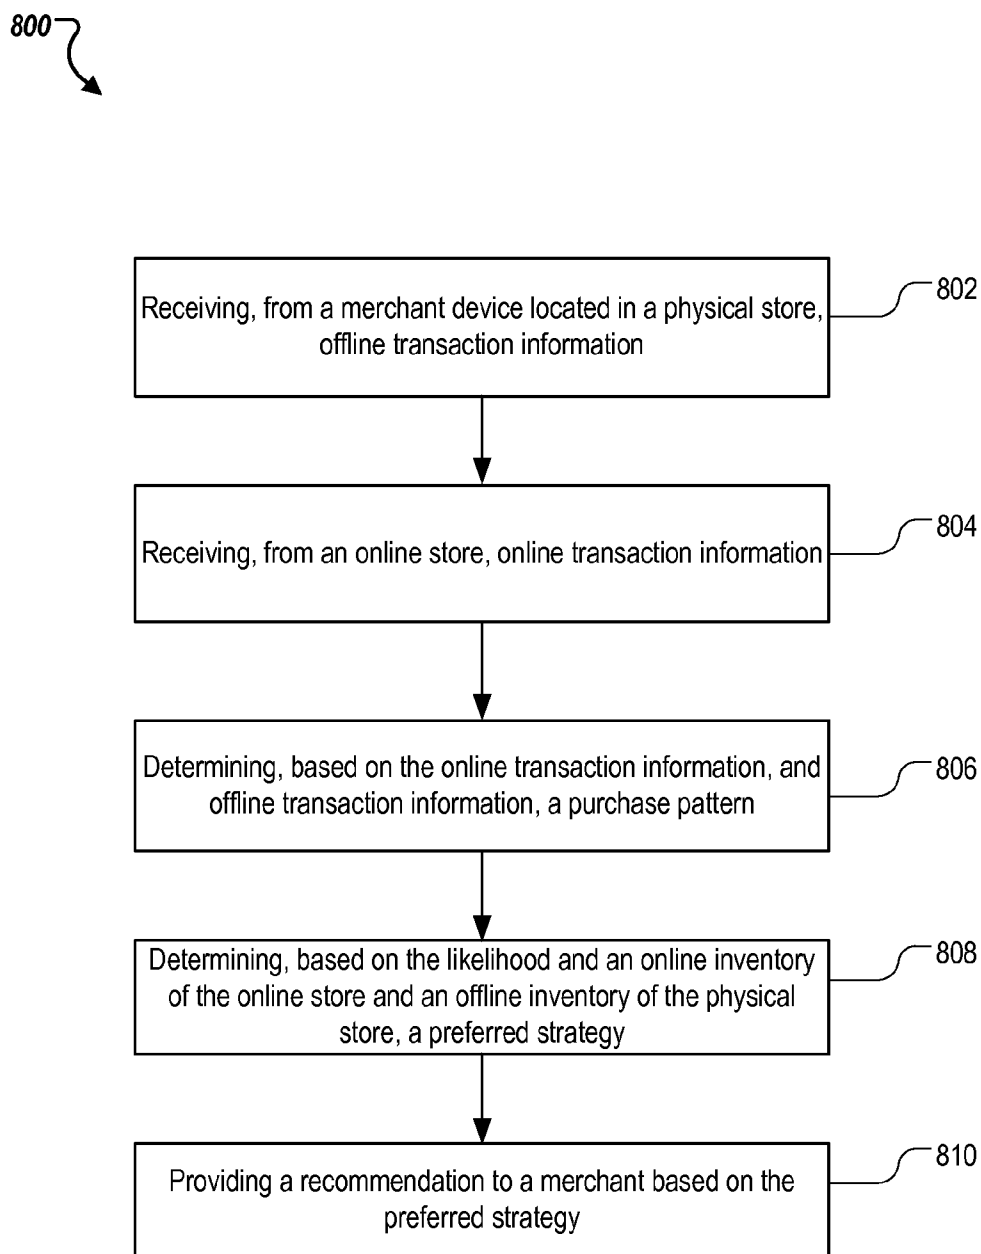 800
Receiving, from a merchant device located in a physical store,
offline transaction information
802
Receiving, from an online store, online transaction information
804
Determining, based on the online transaction information, and
offline transaction information, a purchase pattern
806
Determining, based on the likelihood and an online inventory
of the online store and an offline inventory of the physical
store, a preferred strategy
808
Providing a recommendation to a merchant based on the
preferred strategy
810